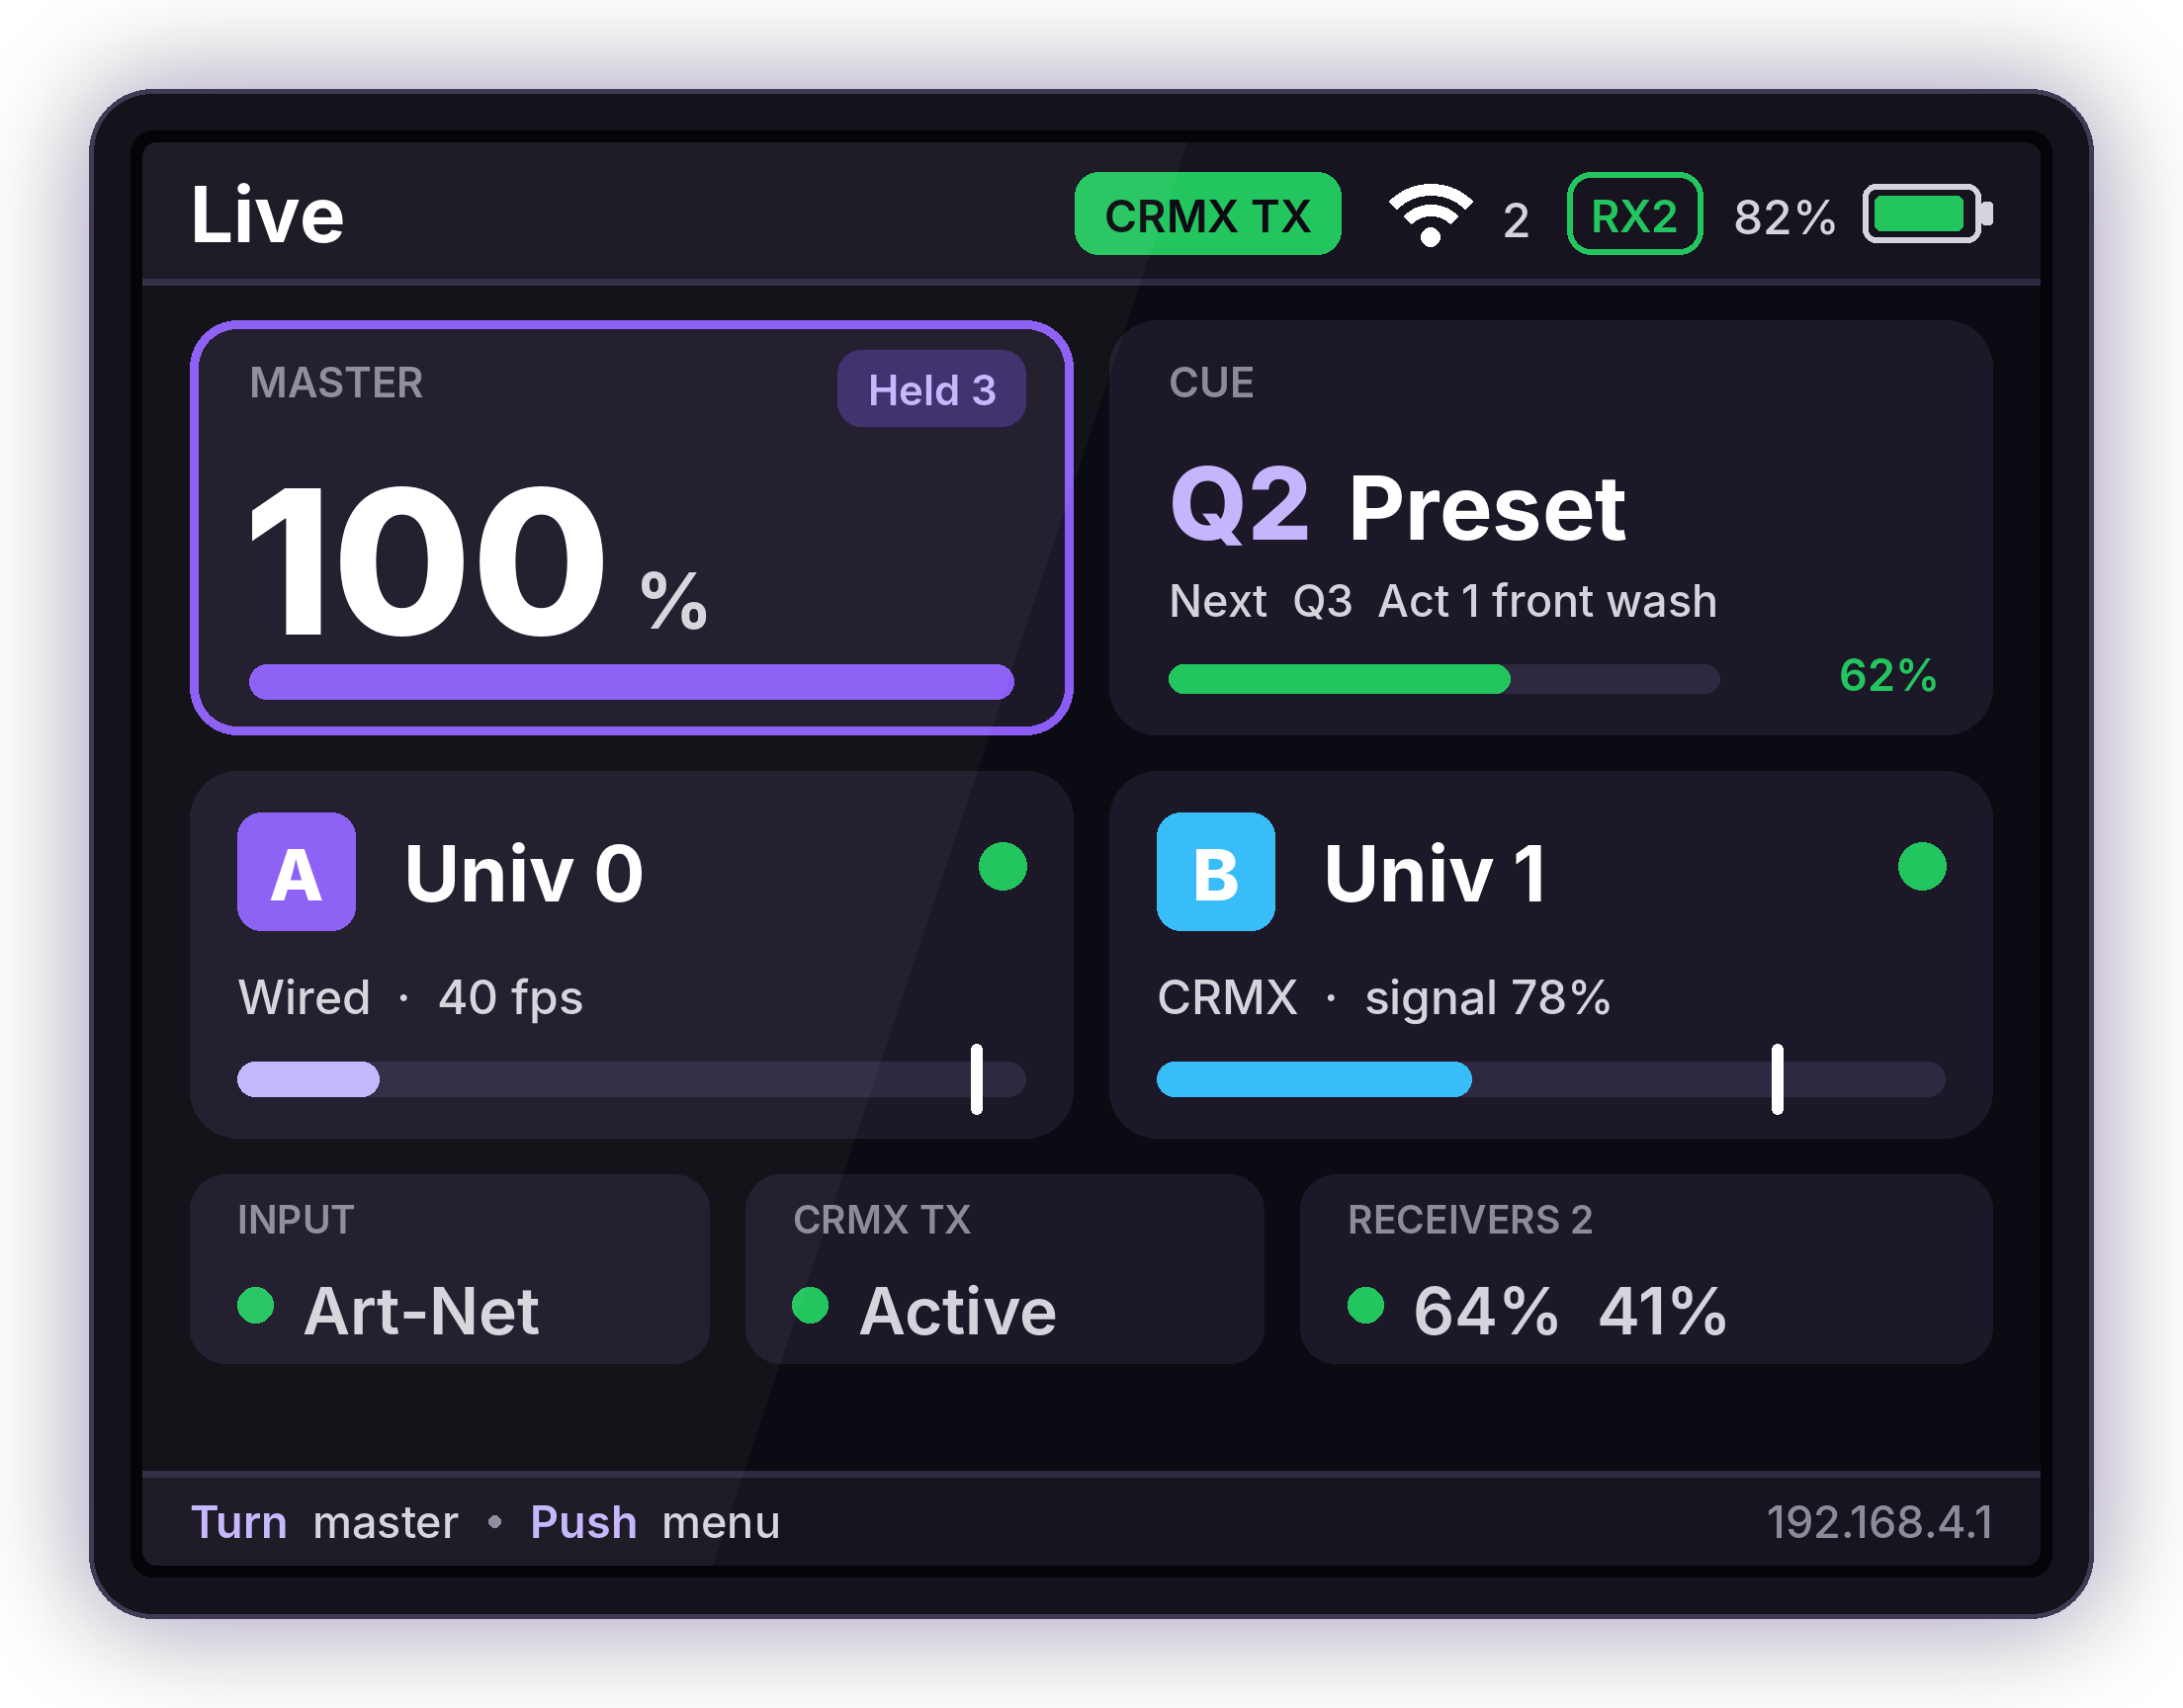 Live
CRMX TX
2
RX2
82%
MASTER
Held 3
100 %
CUE
Q2 Preset
Next Q3 Act 1 front wash
62%
A Univ 0
Wired · 40 fps
B Univ 1
CRMX · signal 78%
INPUT
Art-Net
CRMX TX
Active
RECEIVERS 2
64% 41%
Turn master • Push menu
192.168.4.1